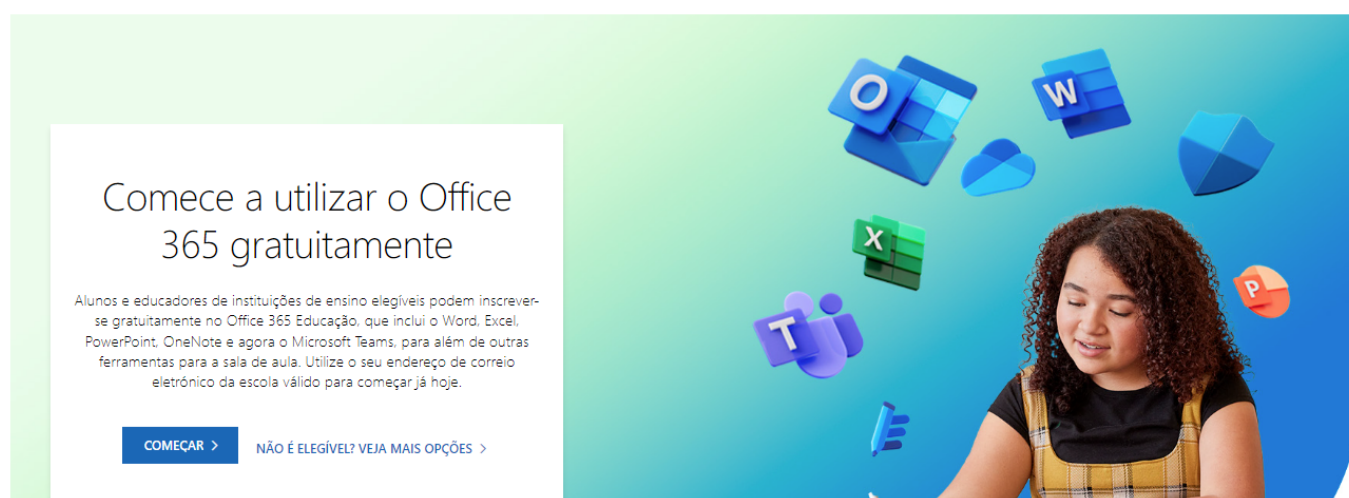 Comece a utilizar o Office
365 gratuitamente
Alunos e educadores de instituições de ensino elegíveis podem inscrever-
se gratuitamente no Office 365 Educação, que inclui o Word, Excel,
PowerPoint, OneNote e agora o Microsoft Teams, para além de outras
ferramentas para a sala de aula. Utilize o seu endereço de correio
eletrónico da escola válido para começar já hoje.
COMEÇAR >
NÃO É ELEGÍVEL? VEJA MAIS OPÇÕES >
O
W
X
P
T